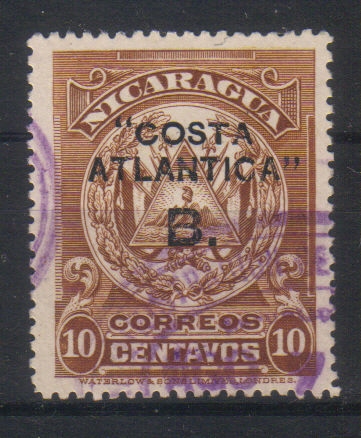 NICARAGUA
"COSTA
ATLANTICA"
B.
CORREOS
10 CENTAVOS 10
WATERLOW & SONS LIMITED, LONDRES.